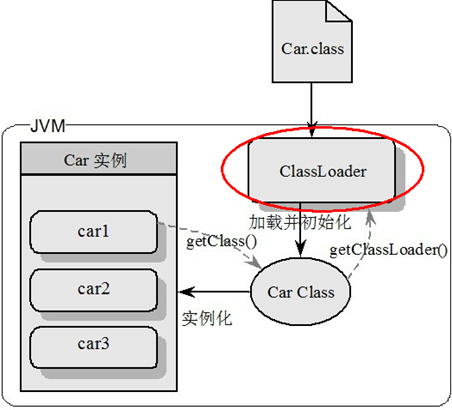 Car.class
JVM
Car 实例
ClassLoader
加载并初始化
car1
getClass()
getClassLoader()
car2
Car Class
实例化
car3